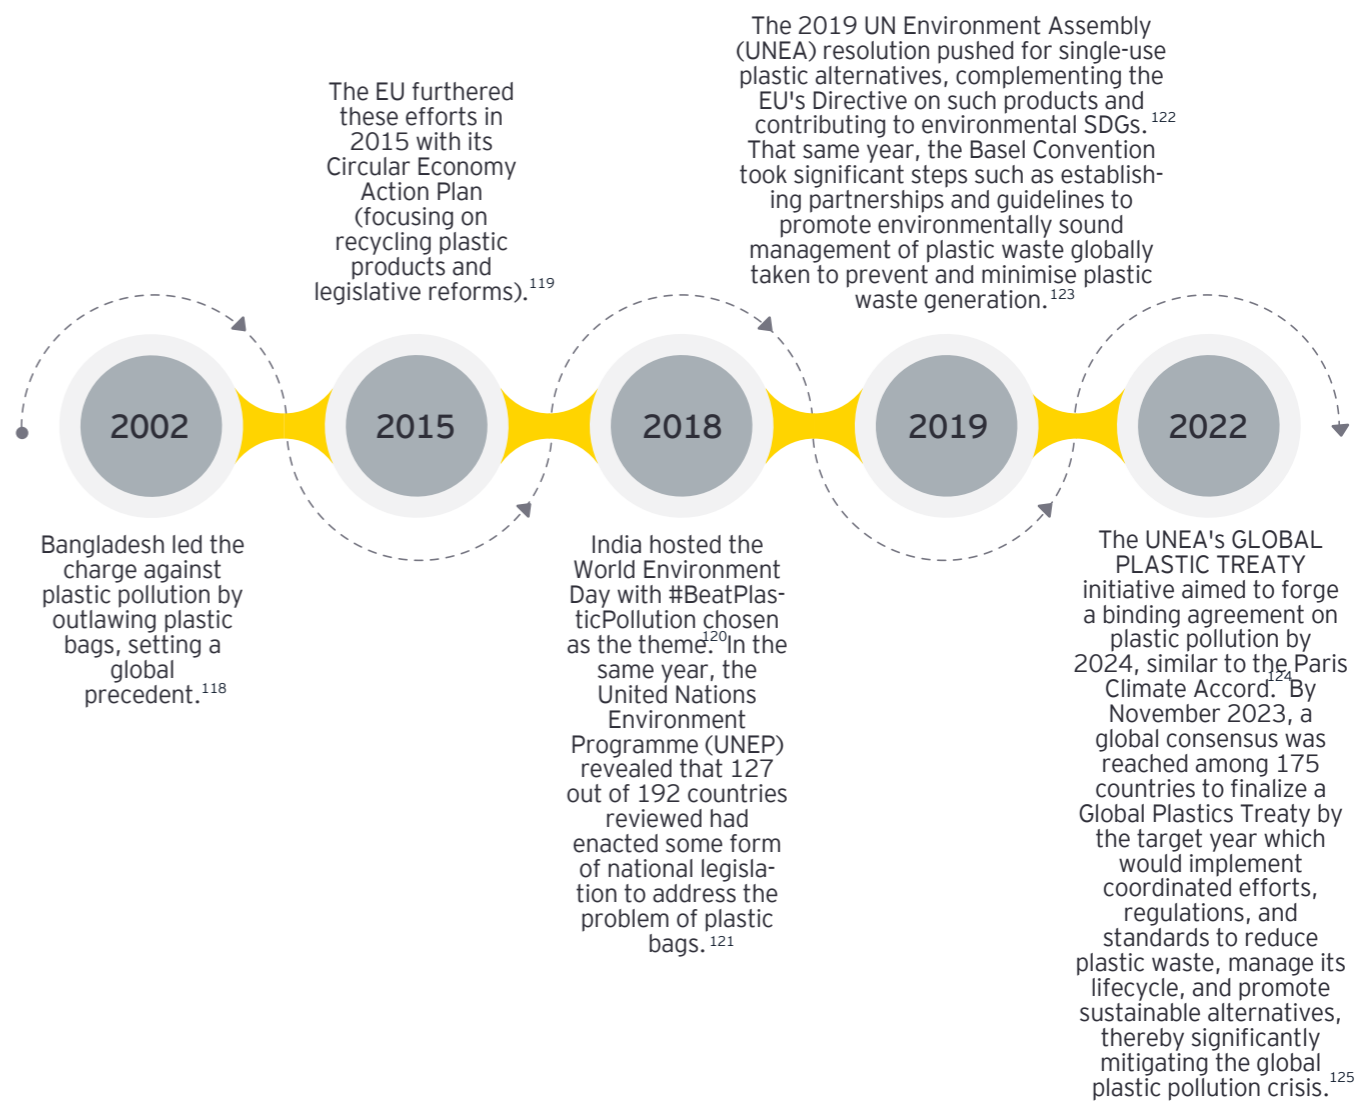 2002
Bangladesh led the
charge against
plastic pollution by
outlawing plastic
bags, setting a
global
precedent.118
The EU furthered
these efforts in
2015 with its
Circular Economy
Action Plan
(focusing on
recycling plastic
products and
legislative reforms).119
2015
2018
India hosted the
World Environment
Day with #BeatPlas-
ticPollution chosen
as the theme.120 In the
same year, the
United Nations
Environment
Programme (UNEP)
revealed that 127
out of 192 countries
reviewed had
enacted some form
of national legisla-
tion to address the
problem of plastic
bags.121
The 2019 UN Environment Assembly
(UNEA) resolution pushed for single-use
plastic alternatives, complementing the
EU's Directive on such products and
contributing to environmental SDGs.122
That same year, the Basel Convention
took significant steps such as establish-
ing partnerships and guidelines to
promote environmentally sound
management of plastic waste globally
taken to prevent and minimise plastic
waste generation.123
2019
2022
The UNEA's GLOBAL
PLASTIC TREATY
initiative aimed to forge
a binding agreement on
plastic pollution by
2024, similar to the Paris
Climate Accord.124 By
November 2023, a
global consensus was
reached among 175
countries to finalize a
Global Plastics Treaty by
the target year which
would implement
coordinated efforts,
regulations, and
standards to reduce
plastic waste, manage its
lifecycle, and promote
sustainable alternatives,
thereby significantly
mitigating the global
plastic pollution crisis.125